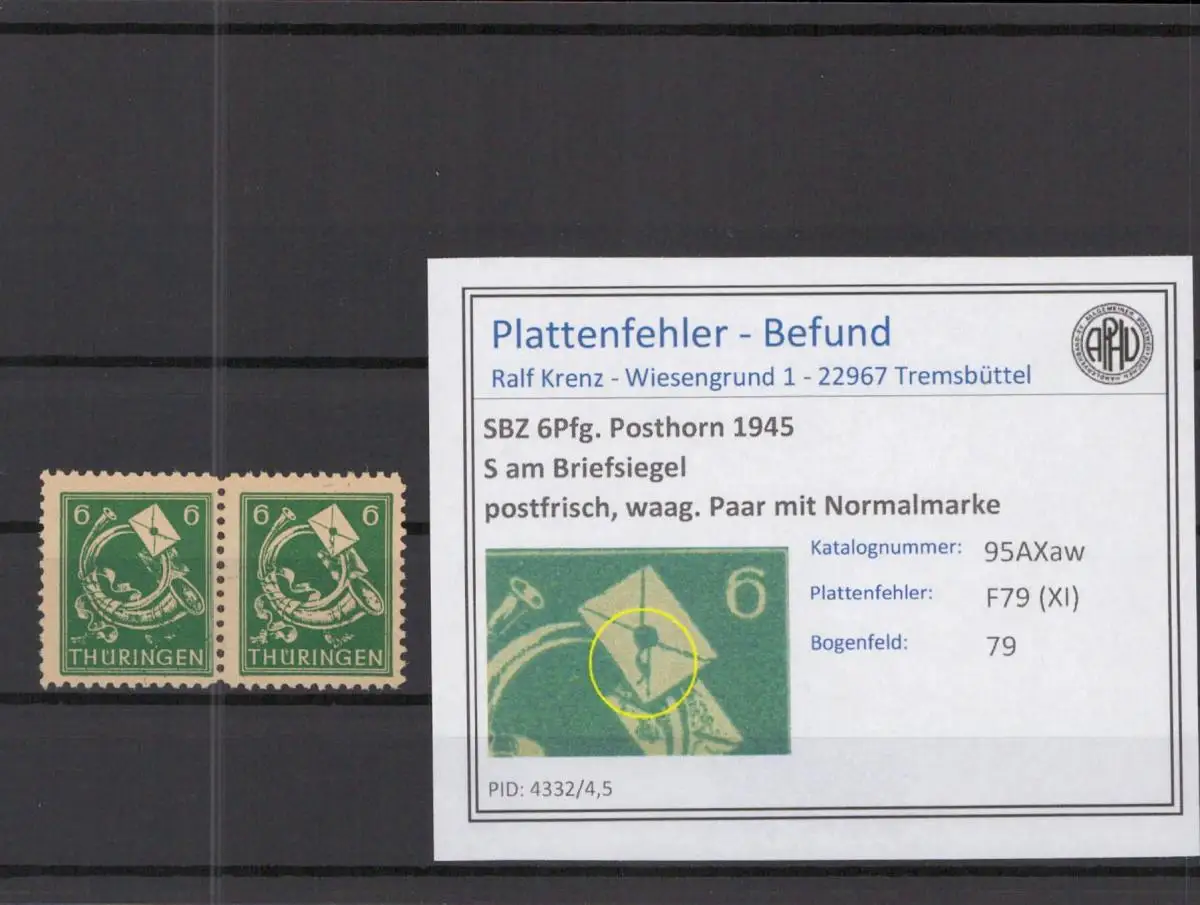 6 6
THÜRINGEN
6 6
THÜRINGEN
Plattenfehler - Befund
Ralf Krenz - Wiesengrund 1 - 22967 Tremsbüttel
APHV
SBZ 6Pfg. Posthorn 1945
S am Briefsiegel
postfrisch, waag. Paar mit Normalmarke
6
Katalognummer: 95AXaw
Plattenfehler: F79 (XI)
Bogenfeld: 79
PID: 4332/4,5